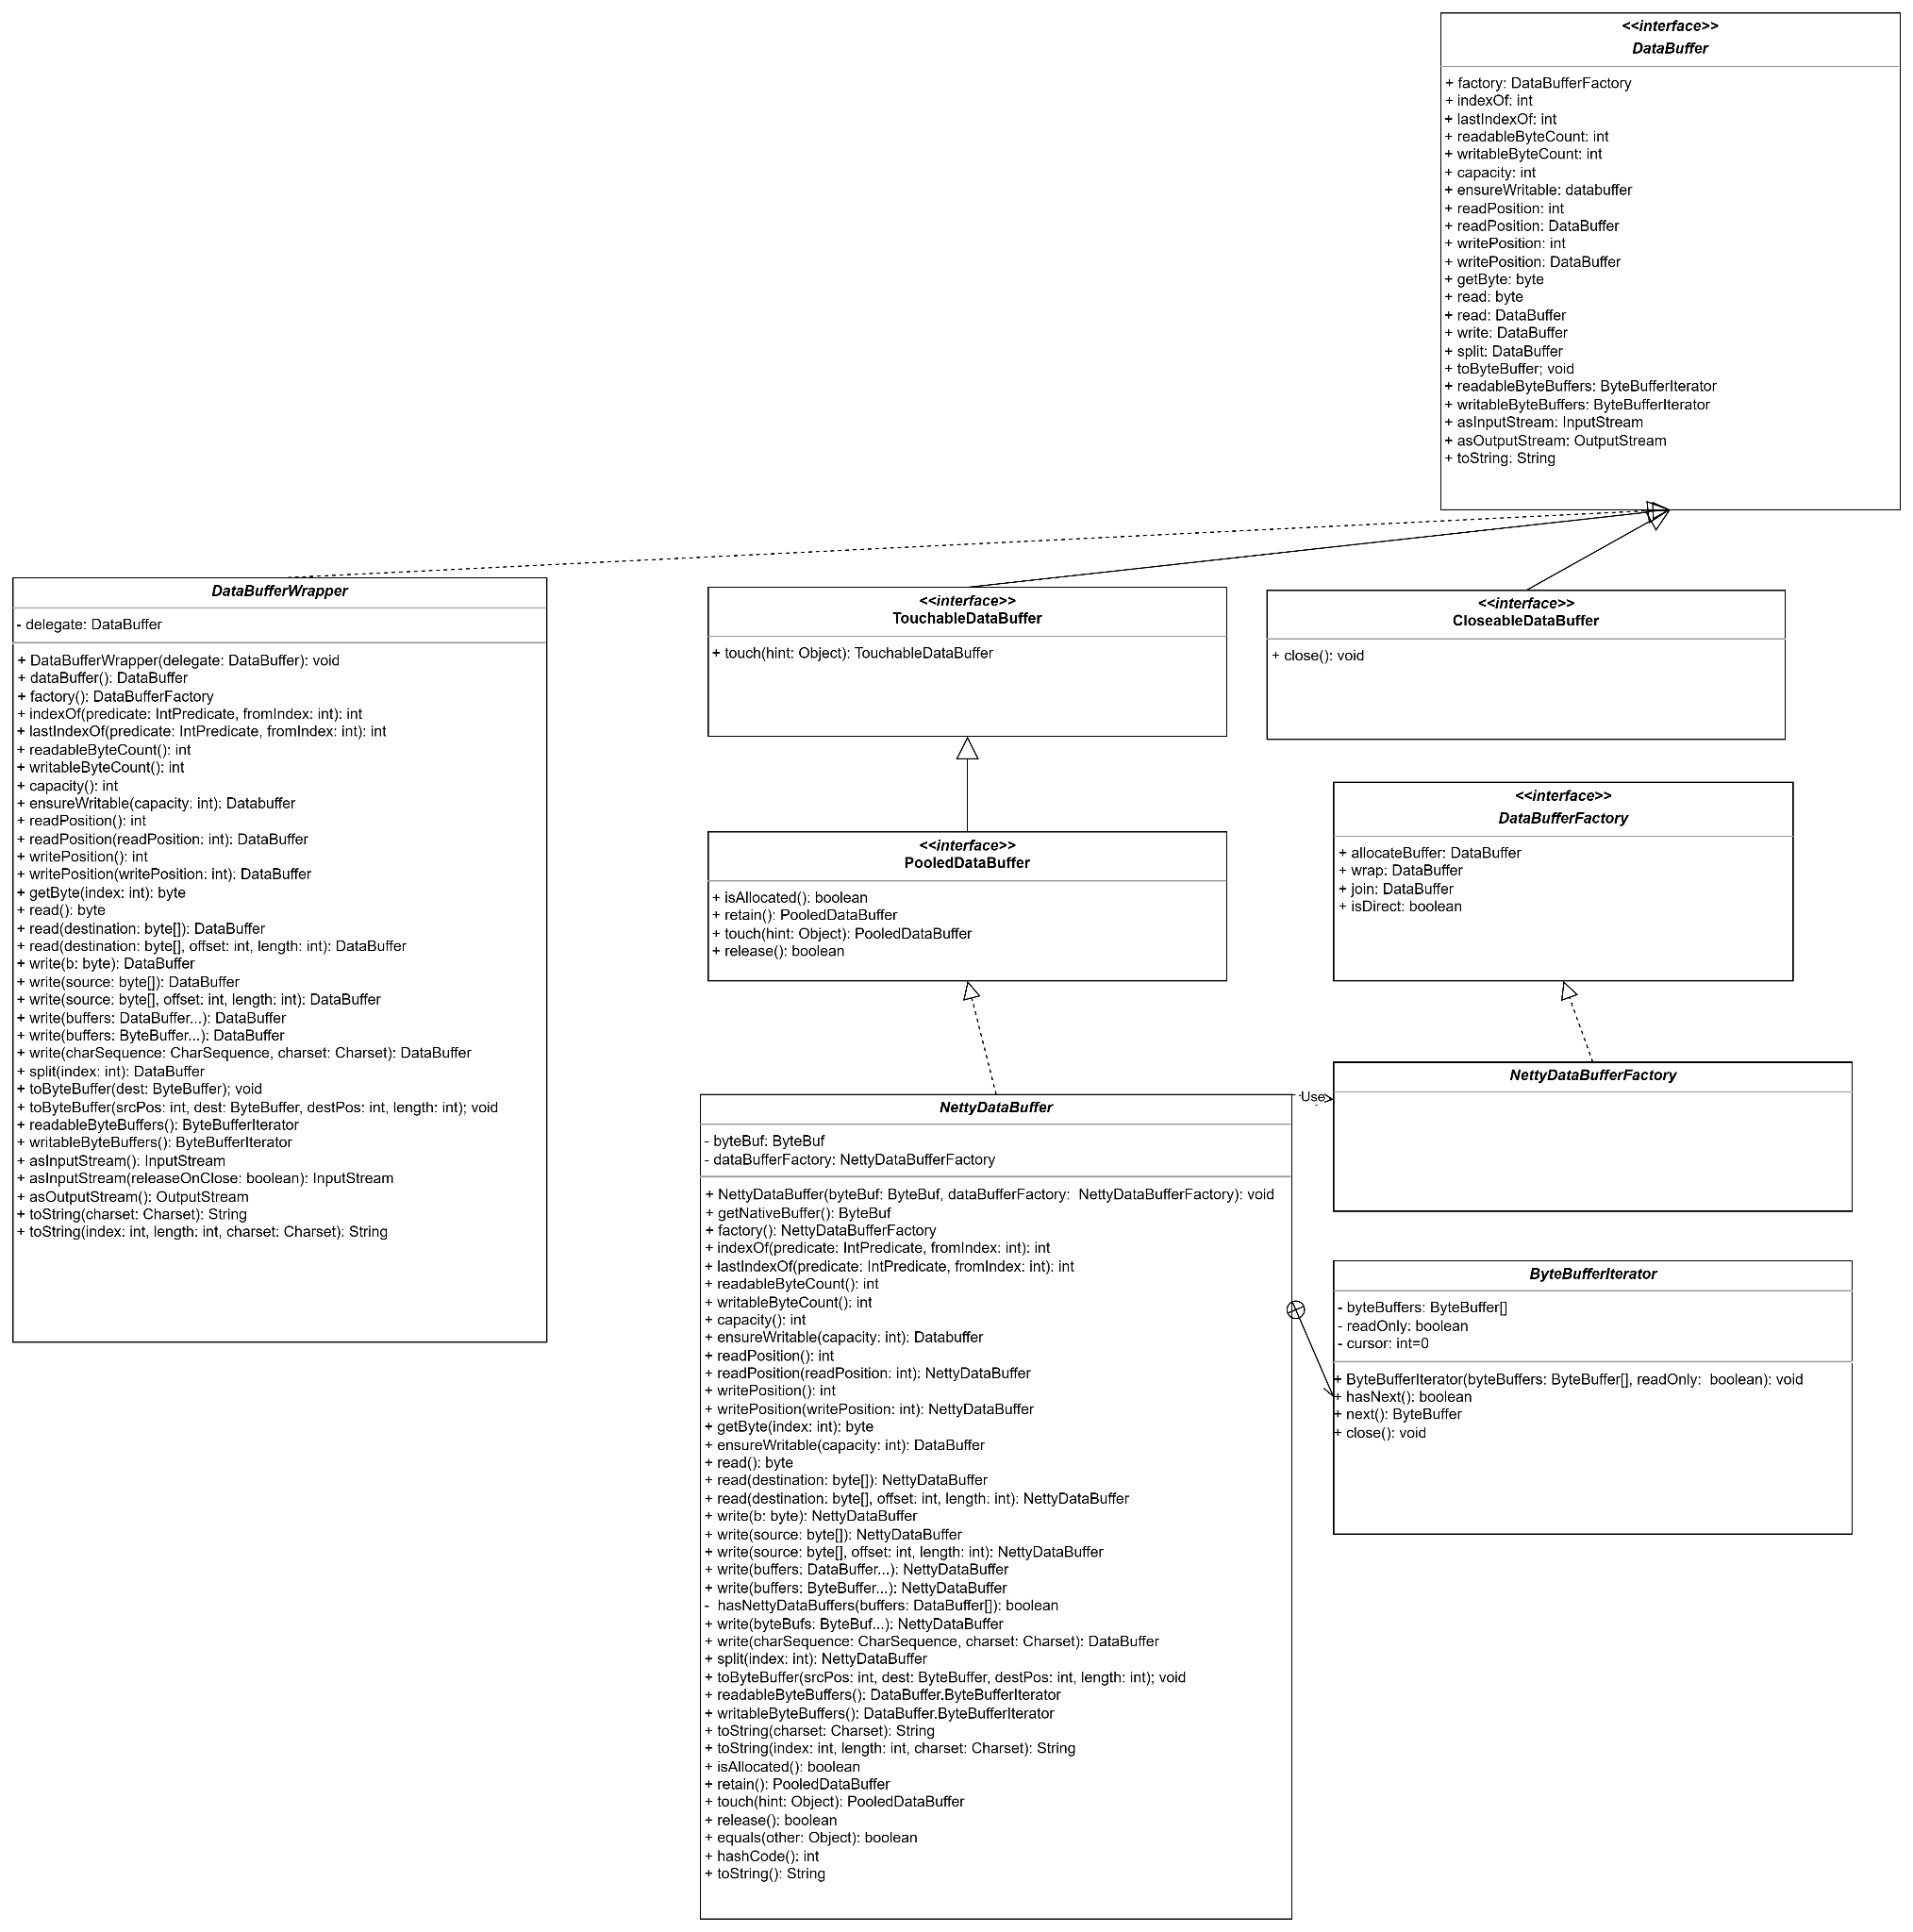 <<interface>>
DataBuffer
+ factory: DataBufferFactory
+ indexOf: int
+ lastIndexOf: int
+ readableByteCount: int
+ writableByteCount: int
+ capacity: int
+ ensureWritable: databuffer
+ readPosition: int
+ readPosition: DataBuffer
+ writePosition: int
+ writePosition: DataBuffer
+ getByte: byte
+ read: byte
+ read: DataBuffer
+ write: DataBuffer
+ split: DataBuffer
+ toByteBuffer; void
+ readableByteBuffers: ByteBufferIterator
+ writableByteBuffers: ByteBufferIterator
+ asInputStream: InputStream
+ asOutputStream: OutputStream
+ toString: String
DataBufferWrapper
- delegate: DataBuffer
+ DataBufferWrapper(delegate: DataBuffer): void
+ dataBuffer(): DataBuffer
+ factory(): DataBufferFactory
+ indexOf(predicate: IntPredicate, fromIndex: int): int
+ lastIndexOf(predicate: IntPredicate, fromIndex: int): int
+ readableByteCount(): int
+ writableByteCount(): int
+ capacity(): int
+ ensureWritable(capacity: int): Databuffer
+ readPosition(): int
+ readPosition(readPosition: int): DataBuffer
+ writePosition(): int
+ writePosition(writePosition: int): DataBuffer
+ getByte(index: int): byte
+ read(): byte
+ read(destination: byte[]): DataBuffer
+ read(destination: byte[], offset: int, length: int): DataBuffer
+ write(b: byte): DataBuffer
+ write(source: byte[]): DataBuffer
+ write(source: byte[], offset: int, length: int): DataBuffer
+ write(buffers: DataBuffer...): DataBuffer
+ write(buffers: ByteBuffer...): DataBuffer
+ write(charSequence: CharSequence, charset: Charset): DataBuffer
+ split(index: int): DataBuffer
+ toByteBuffer(dest: ByteBuffer); void
+ toByteBuffer(srcPos: int, dest: ByteBuffer, destPos: int, length: int); void
+ readableByteBuffers(): ByteBufferIterator
+ writableByteBuffers(): ByteBufferIterator
+ asInputStream(): InputStream
+ asInputStream(releaseOnClose: boolean): InputStream
+ asOutputStream(): OutputStream
+ toString(charset: Charset): String
+ toString(index: int, length: int, charset: Charset): String
<<interface>>
TouchableDataBuffer
+ touch(hint: Object): TouchableDataBuffer
<<interface>>
CloseableDataBuffer
+ close(): void
<<interface>>
PooledDataBuffer
+ isAllocated(): boolean
+ retain(): PooledDataBuffer
+ touch(hint: Object): PooledDataBuffer
+ release(): boolean
<<interface>>
DataBufferFactory
+ allocateBuffer: DataBuffer
+ wrap: DataBuffer
+ join: DataBuffer
+ isDirect: boolean
NettyDataBuffer
- byteBuf: ByteBuf
- dataBufferFactory: NettyDataBufferFactory
+ NettyDataBuffer(byteBuf: ByteBuf, dataBufferFactory:  NettyDataBufferFactory): void
+ getNativeBuffer(): ByteBuf
+ factory(): NettyDataBufferFactory
+ indexOf(predicate: IntPredicate, fromIndex: int): int
+ lastIndexOf(predicate: IntPredicate, fromIndex: int): int
+ readableByteCount(): int
+ writableByteCount(): int
+ capacity(): int
+ ensureWritable(capacity: int): Databuffer
+ readPosition(): int
+ readPosition(readPosition: int): NettyDataBuffer
+ writePosition(): int
+ writePosition(writePosition: int): NettyDataBuffer
+ getByte(index: int): byte
+ ensureWritable(capacity: int): DataBuffer
+ read(): byte
+ read(destination: byte[]): NettyDataBuffer
+ read(destination: byte[], offset: int, length: int): NettyDataBuffer
+ write(b: byte): NettyDataBuffer
+ write(source: byte[]): NettyDataBuffer
+ write(source: byte[], offset: int, length: int): NettyDataBuffer
+ write(buffers: DataBuffer...): NettyDataBuffer
+ write(buffers: ByteBuffer...): NettyDataBuffer
-  hasNettyDataBuffers(buffers: DataBuffer[]): boolean
+ write(byteBufs: ByteBuf...): NettyDataBuffer
+ write(charSequence: CharSequence, charset: Charset): DataBuffer
+ split(index: int): NettyDataBuffer
+ toByteBuffer(srcPos: int, dest: ByteBuffer, destPos: int, length: int); void
+ readableByteBuffers(): DataBuffer.ByteBufferIterator
+ writableByteBuffers(): DataBuffer.ByteBufferIterator
+ toString(charset: Charset): String
+ toString(index: int, length: int, charset: Charset): String
+ isAllocated(): boolean
+ retain(): PooledDataBuffer
+ touch(hint: Object): PooledDataBuffer
+ release(): boolean
+ equals(other: Object): boolean
+ hashCode(): int
+ toString(): String
Use
NettyDataBufferFactory
ByteBufferIterator
- byteBuffers: ByteBuffer[]
- readOnly: boolean
- cursor: int=0
+ ByteBufferIterator(byteBuffers: ByteBuffer[], readOnly:  boolean): void
+ hasNext(): boolean
+ next(): ByteBuffer
+ close(): void